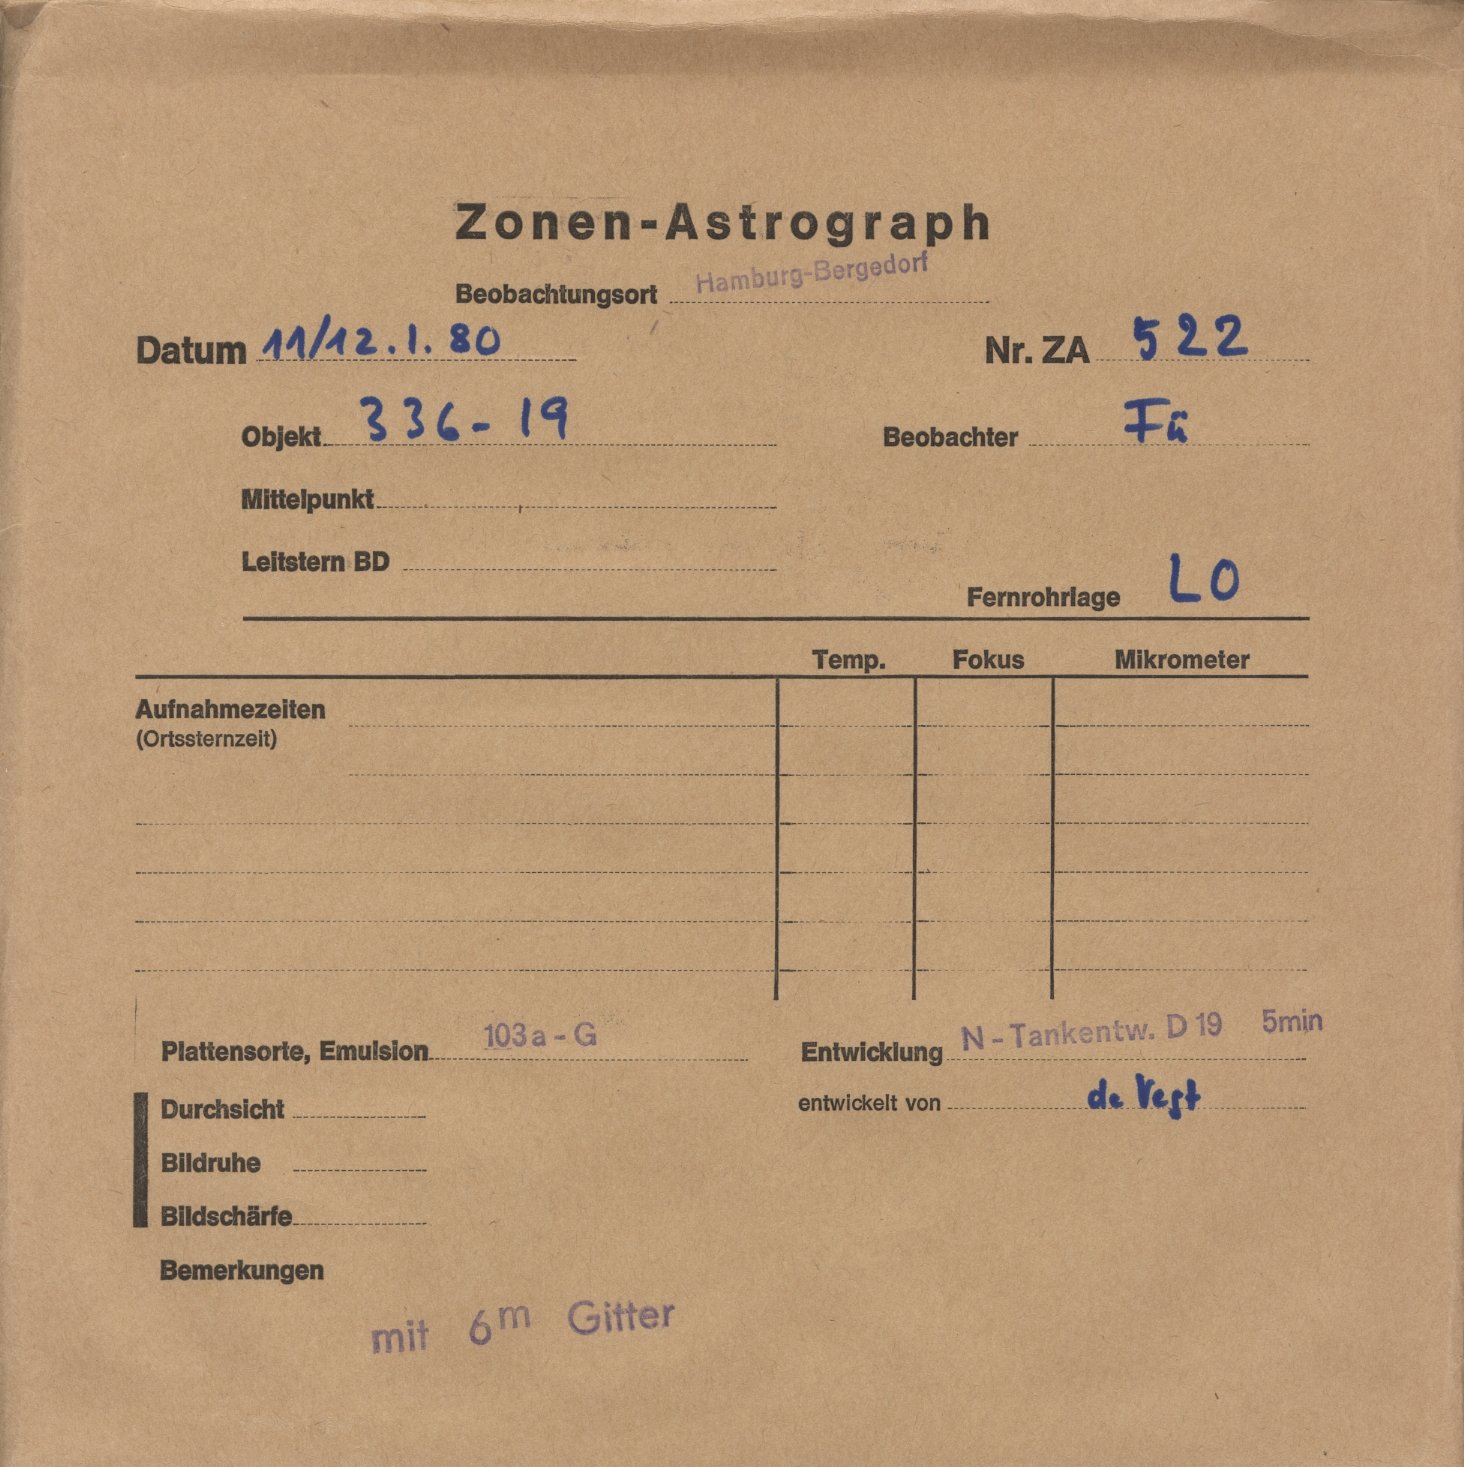 Zonen-Astrograph
Beobachtungsort Hamburg-Bergedorf
Datum 11/12.1.80 Nr. ZA 522
Objekt 336-19 Beobachter Fü
Mittelpunkt
Leitstern BD
Fernrohrlage LO
Temp. Fokus Mikrometer
Aufnahmezeiten
(Ortssternzeit)
Plattensorte, Emulsion 103a-G Entwicklung N-Tankentw. D 19 5min
Durchsicht entwickelt von de Vegt
Bildruhe
Bildschärfe
Bemerkungen
mit 6m Gitter